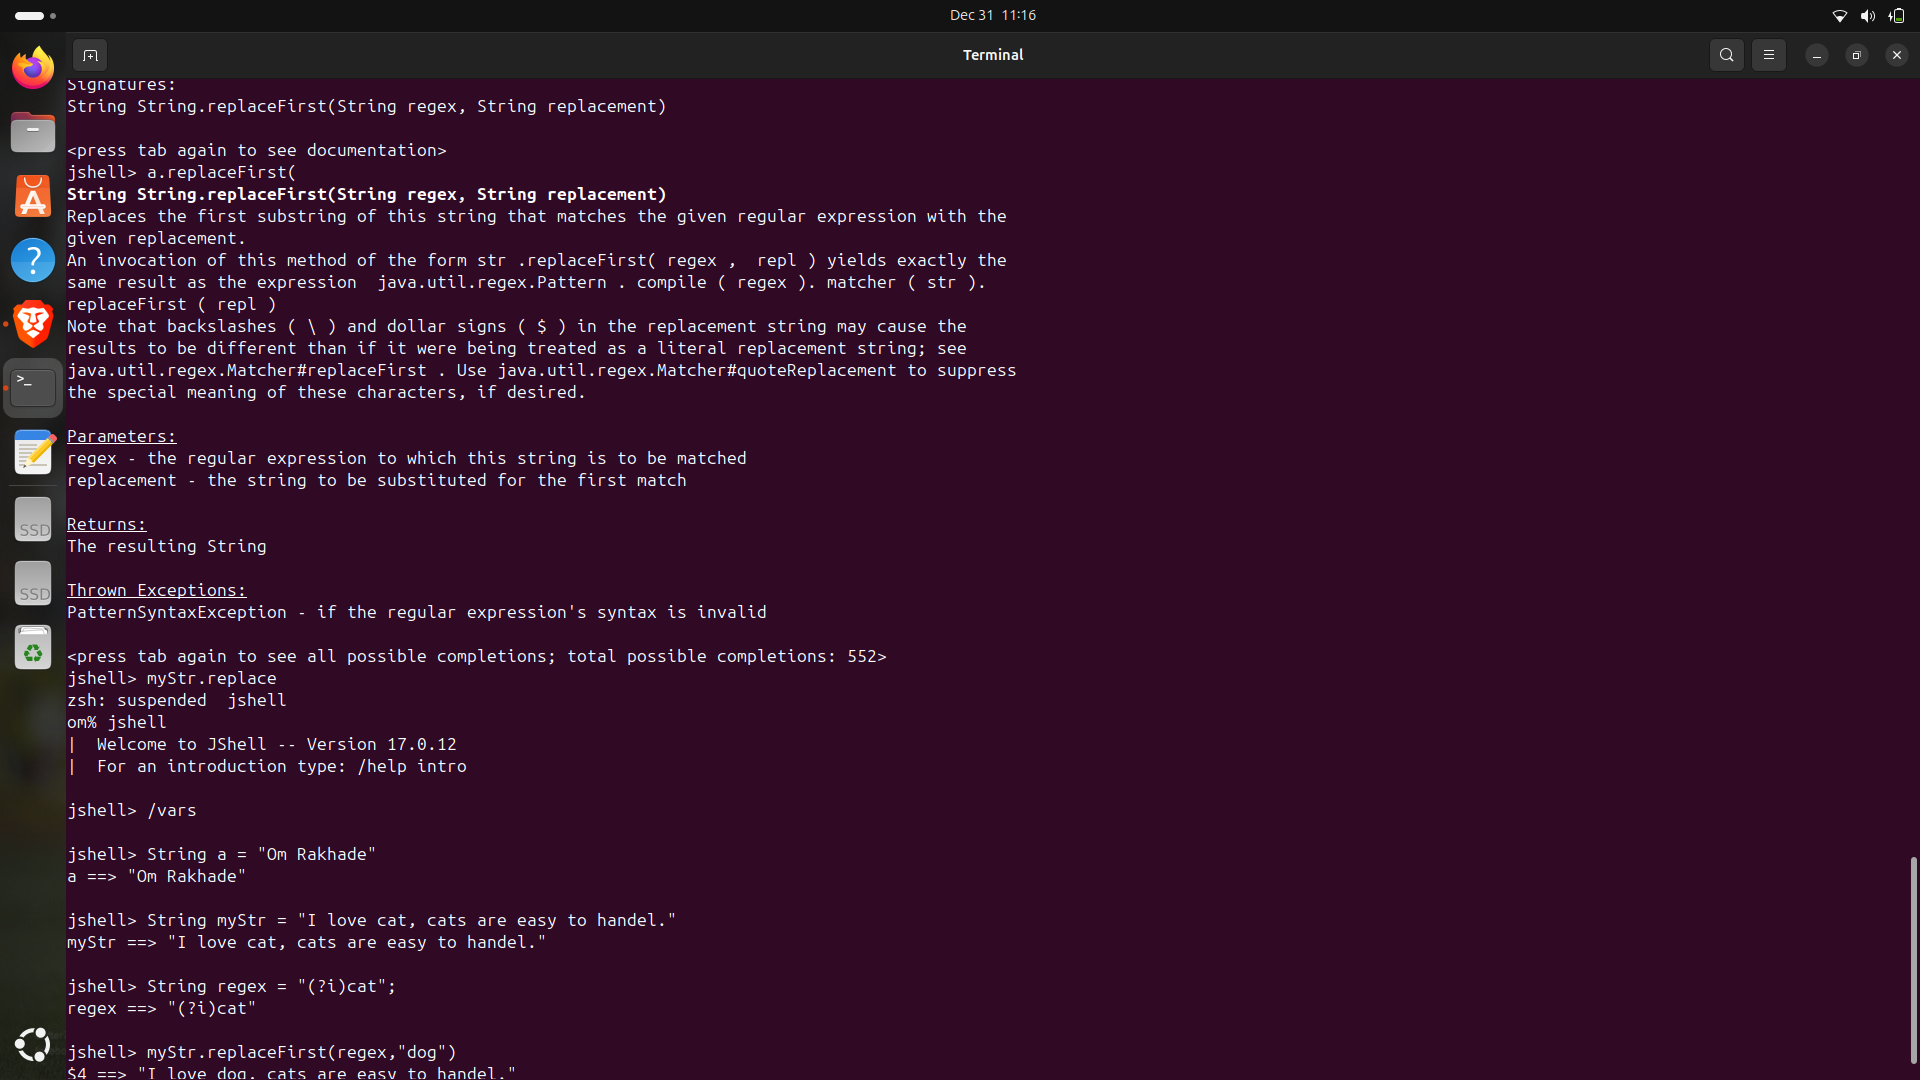 Dec 31 11:16
Terminal
Signatures:
String String.replaceFirst(String regex, String replacement)
<press tab again to see documentation>
jshell> a.replaceFirst(
String String.replaceFirst(String regex, String replacement)
Replaces the first substring of this string that matches the given regular expression with the
given replacement.
An invocation of this method of the form str .replaceFirst( regex ,  repl ) yields exactly the
same result as the expression  java.util.regex.Pattern . compile ( regex ). matcher ( str ).
replaceFirst ( repl )
Note that backslashes ( \ ) and dollar signs ( $ ) in the replacement string may cause the
results to be different than if it were being treated as a literal replacement string; see
java.util.regex.Matcher#replaceFirst . Use java.util.regex.Matcher#quoteReplacement to suppress
the special meaning of these characters, if desired.
Parameters:
regex - the regular expression to which this string is to be matched
replacement - the string to be substituted for the first match
Returns:
The resulting String
Thrown Exceptions:
PatternSyntaxException - if the regular expression's syntax is invalid
<press tab again to see all possible completions; total possible completions: 552>
jshell> myStr.replace
zsh: suspended  jshell
om% jshell
|  Welcome to JShell -- Version 17.0.12
|  For an introduction type: /help intro
jshell> /vars
jshell> String a = "Om Rakhade"
a ==> "Om Rakhade"
jshell> String myStr = "I love cat, cats are easy to handel."
myStr ==> "I love cat, cats are easy to handel."
jshell> String regex = "(?i)cat";
regex ==> "(?i)cat"
jshell> myStr.replaceFirst(regex,"dog")
$4 ==> "I love dog, cats are easy to handel."
SSD
SSD